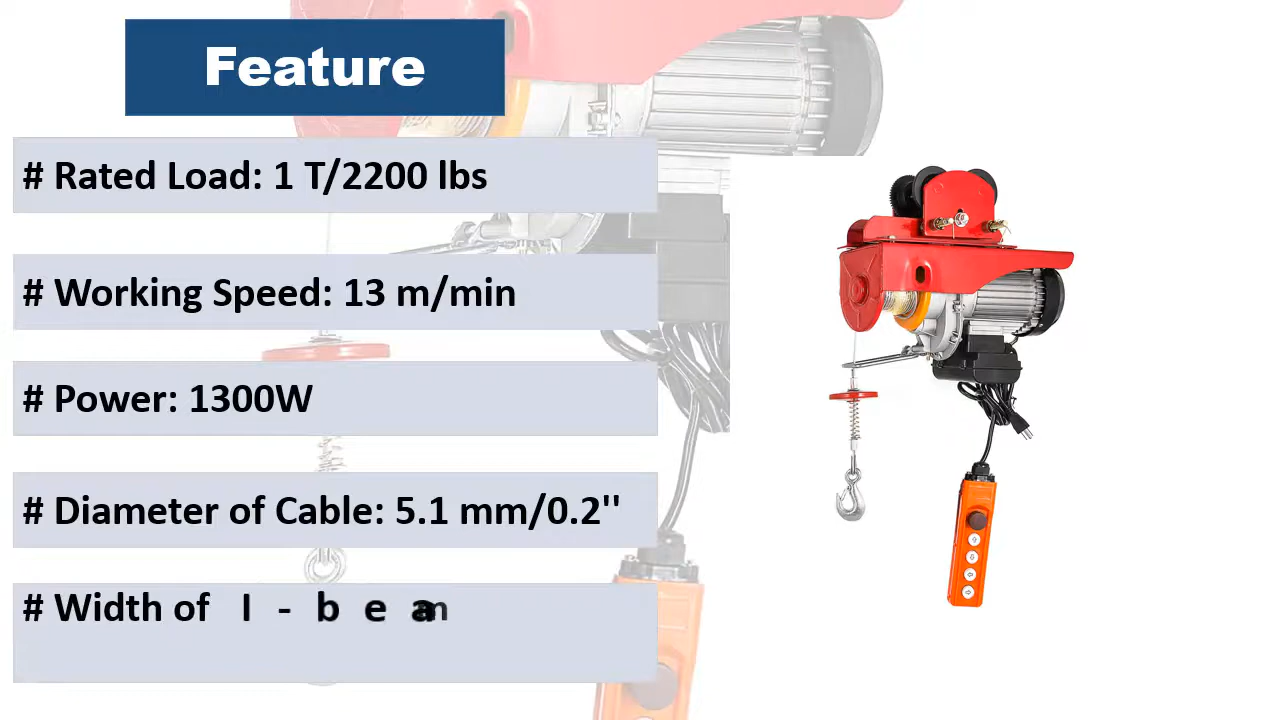 Feature
# Rated Load: 1 T/2200 lbs
# Working Speed: 13 m/min
# Power: 1300W
# Diameter of Cable: 5.1 mm/0.2''
# Width of I-beam